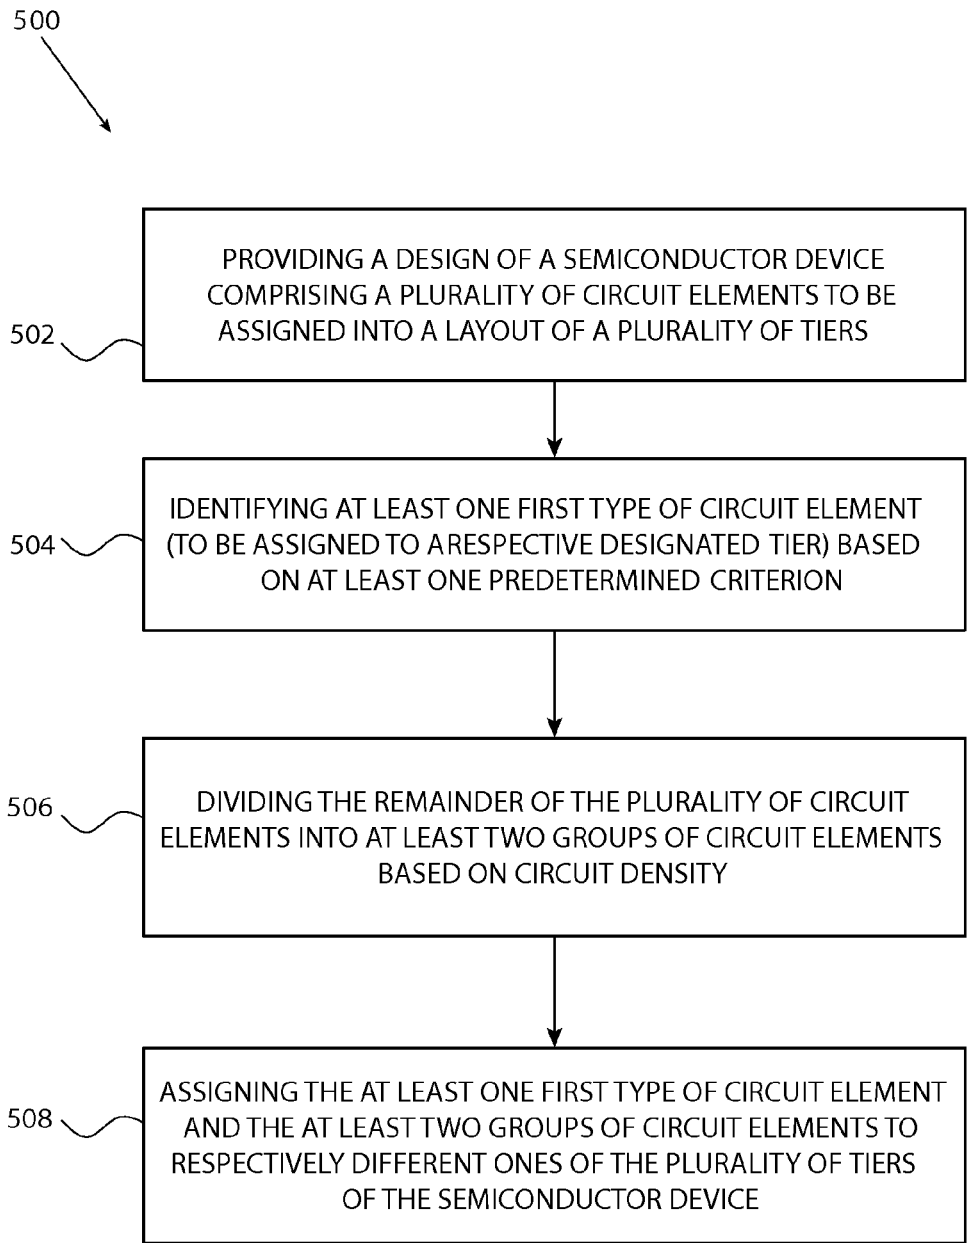 500
PROVIDING A DESIGN OF A SEMICONDUCTOR DEVICE
COMPRISING A PLURALITY OF CIRCUIT ELEMENTS TO BE
ASSIGNED INTO A LAYOUT OF A PLURALITY OF TIERS
502
IDENTIFYING AT LEAST ONE FIRST TYPE OF CIRCUIT ELEMENT
(TO BE ASSIGNED TO ARESPECTIVE DESIGNATED TIER) BASED
ON AT LEAST ONE PREDETERMINED CRITERION
504
DIVIDING THE REMAINDER OF THE PLURALITY OF CIRCUIT
ELEMENTS INTO AT LEAST TWO GROUPS OF CIRCUIT ELEMENTS
BASED ON CIRCUIT DENSITY
506
ASSIGNING THE AT LEAST ONE FIRST TYPE OF CIRCUIT ELEMENT
AND THE AT LEAST TWO GROUPS OF CIRCUIT ELEMENTS TO
RESPECTIVELY DIFFERENT ONES OF THE PLURALITY OF TIERS
OF THE SEMICONDUCTOR DEVICE
508